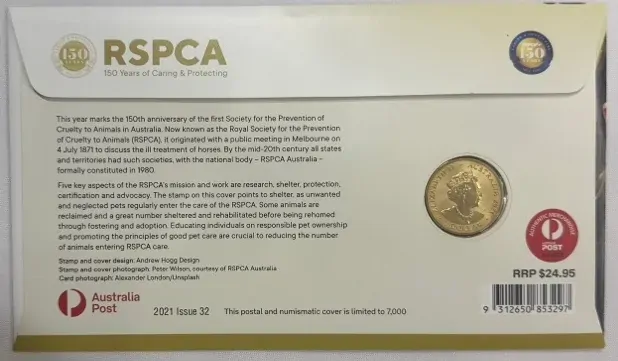 150
YEARS
RSPCA
150 Years of Caring & Protecting
150
YEARS
This year marks the 150th anniversary of the first Society for the Prevention of
Cruelty to Animals in Australia. Now known as the Royal Society for the Prevention
of Cruelty to Animals (RSPCA), it originated with a public meeting in Melbourne on
4 July 1871 to discuss the ill treatment of horses. By the mid-20th century all states
and territories had such societies, with the national body – RSPCA Australia –
formally constituted in 1980.
Five key aspects of the RSPCA's mission and work are research, shelter, protection,
certification and advocacy. The stamp on this cover points to shelter, as unwanted
and neglected pets regularly enter the care of the RSPCA. Some animals are
reclaimed and a great number sheltered and rehabilitated before being rehomed
through fostering and adoption. Educating individuals on responsible pet ownership
and promoting the principles of good pet care are crucial to reducing the
number of animals entering RSPCA care.
Stamp and cover design: Andrew Hogg Design
Stamp and cover photograph: Peter Wilson, courtesy of RSPCA Australia
Card photograph: Alexander London/Unsplash
ELIZABETH II AUSTRALIA 2021
AUTHENTIC MERCHANDISE
POST
RRP $24.95
9 312650 853297
Australia
Post
2021 Issue 32
This postal and numismatic cover is limited to 7,000